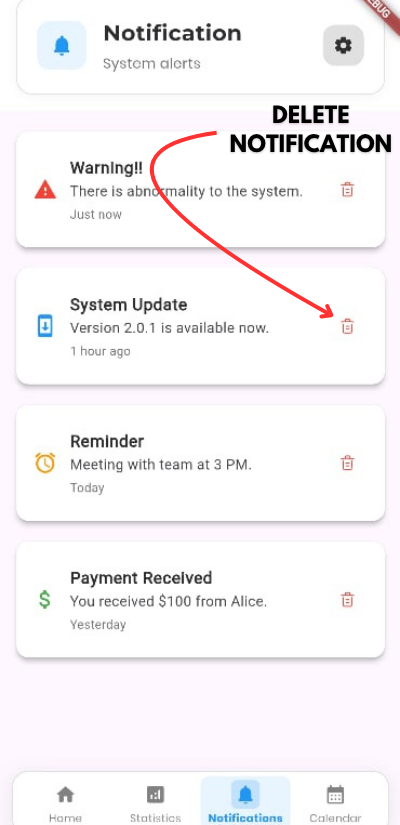 Notification
System alerts
DELETE
NOTIFICATION
Warning!!
There is abnormality to the system.
Just now
System Update
Version 2.0.1 is available now.
1 hour ago
Reminder
Meeting with team at 3 PM.
Today
Payment Received
You received $100 from Alice.
Yesterday
Home
Statistics
Notifications
Calendar